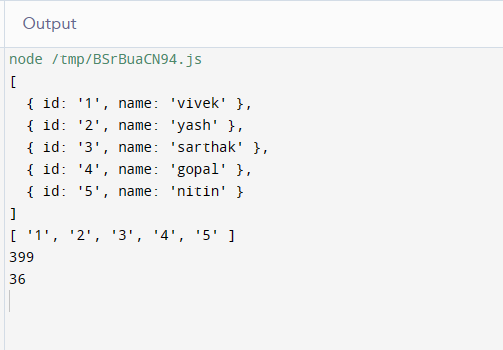 Output
node /tmp/BSrBuaCN94.js
[
  { id: '1', name: 'vivek' },
  { id: '2', name: 'yash' },
  { id: '3', name: 'sarthak' },
  { id: '4', name: 'gopal' },
  { id: '5', name: 'nitin' }
]
[ '1', '2', '3', '4', '5' ]
399
36